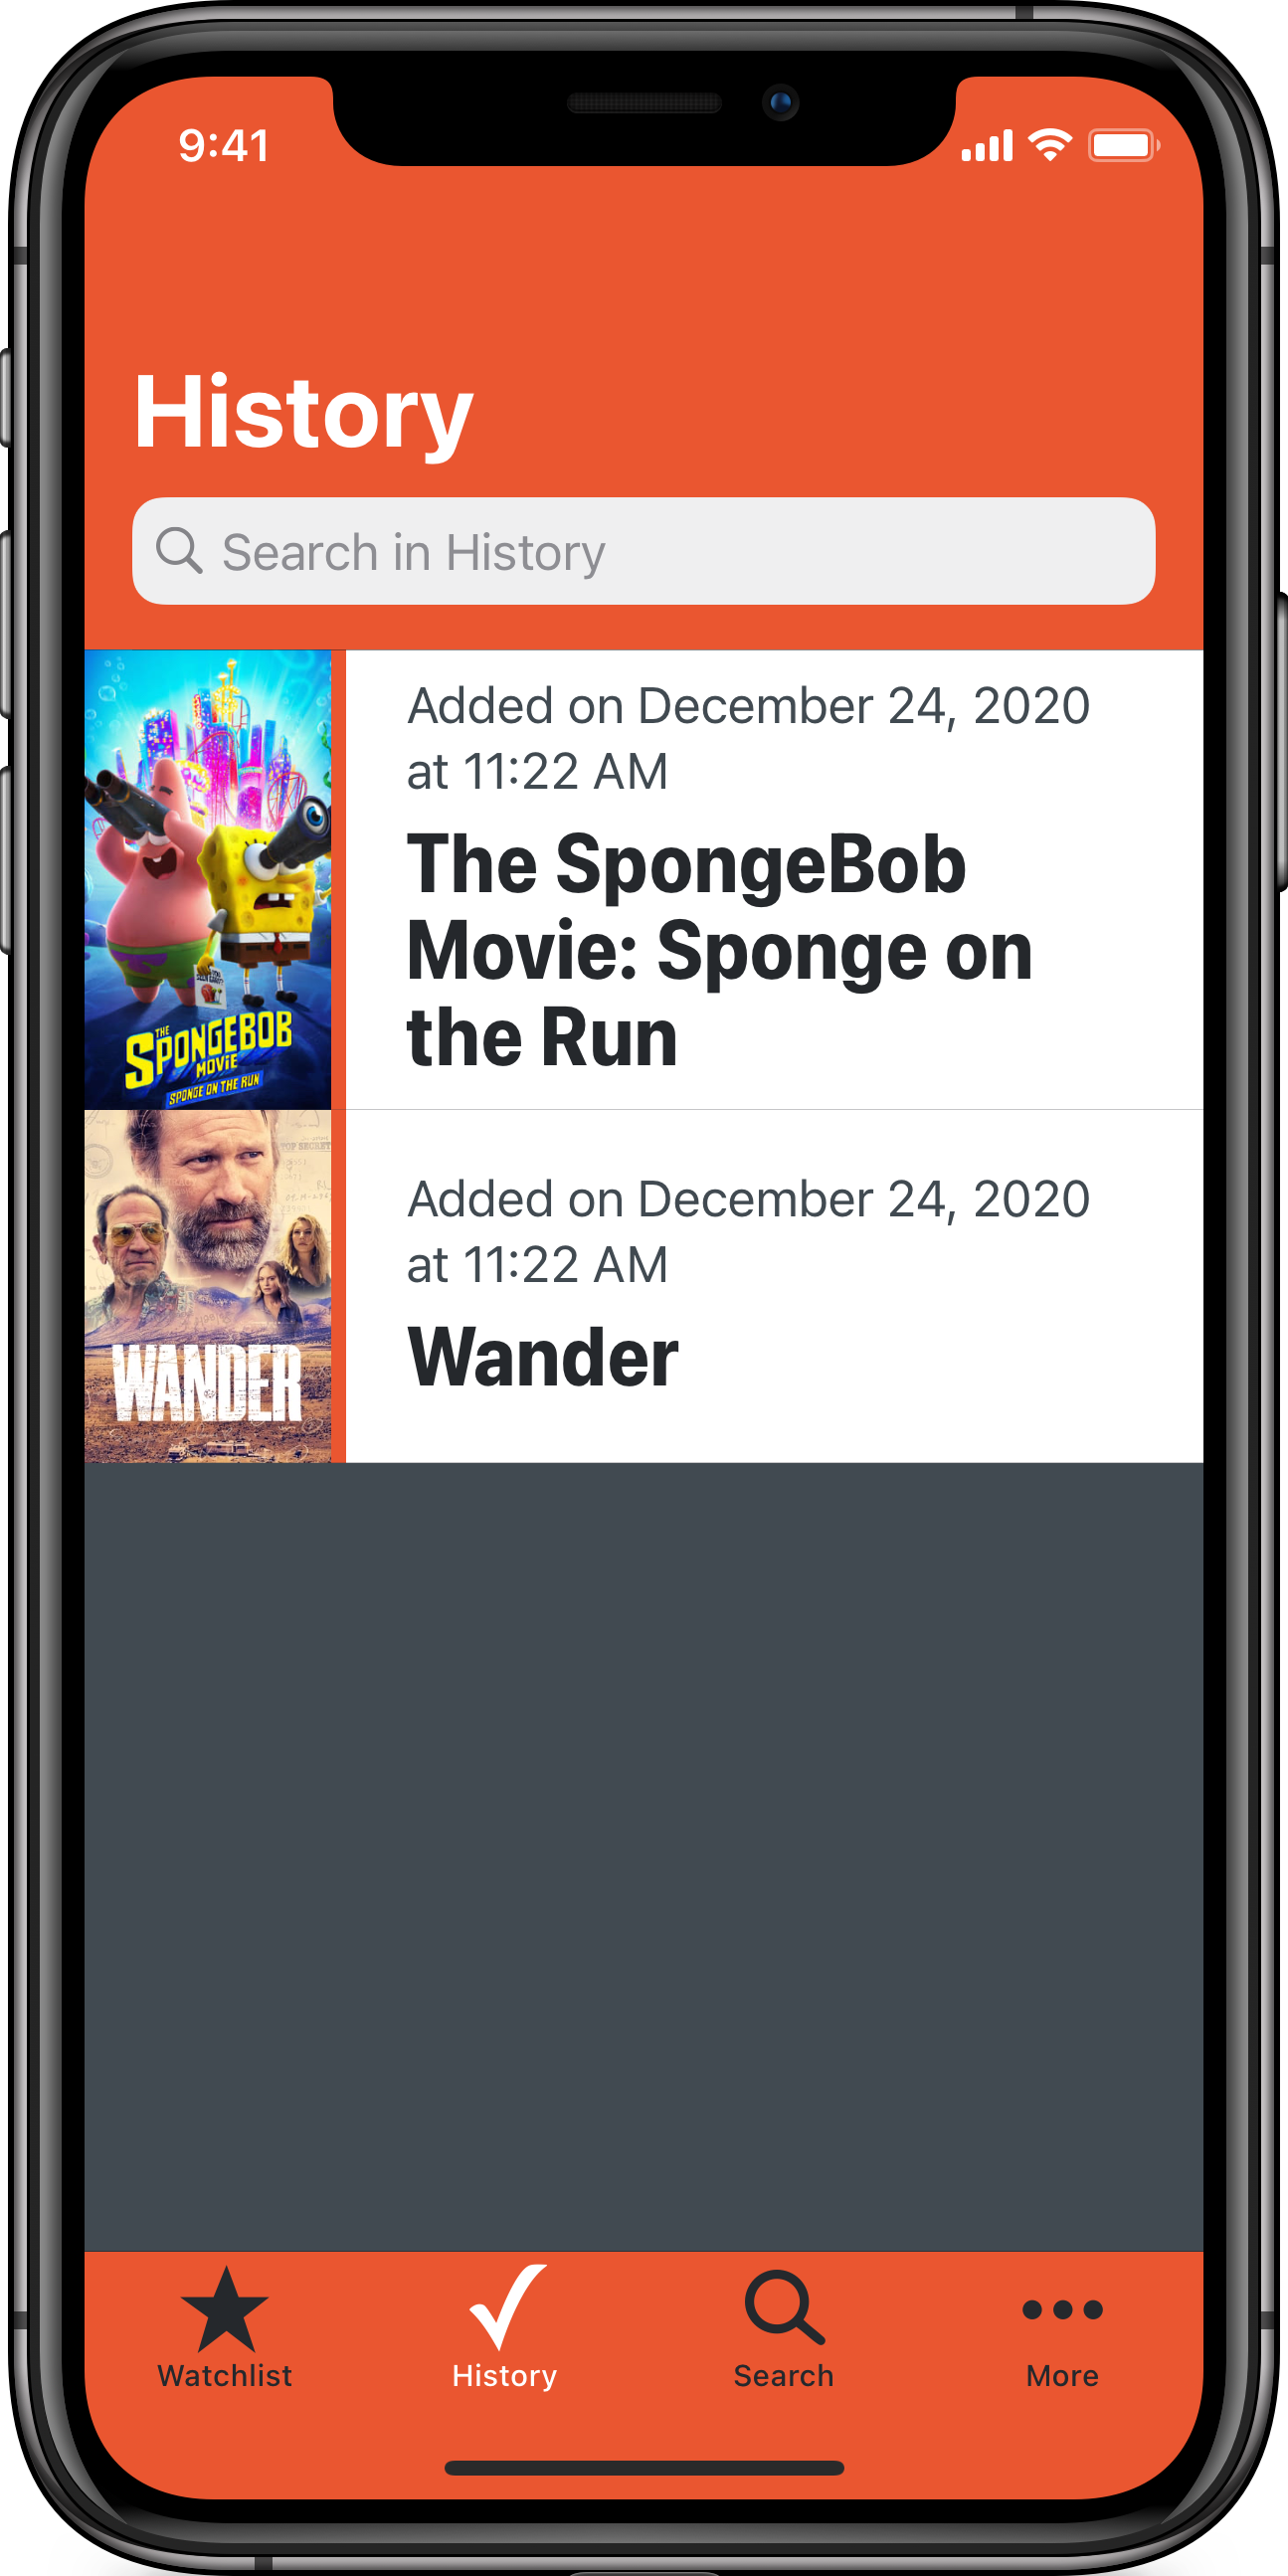 9:41
History
Search in History
Added on December 24, 2020
at 11:22 AM
The SpongeBob
Movie: Sponge on
the Run
THE
SPONGEBOB
MOVIE
SPONGE ON THE RUN
Added on December 24, 2020
at 11:22 AM
Wander
TOP SECRET
WANDER
Watchlist
History
Search
More